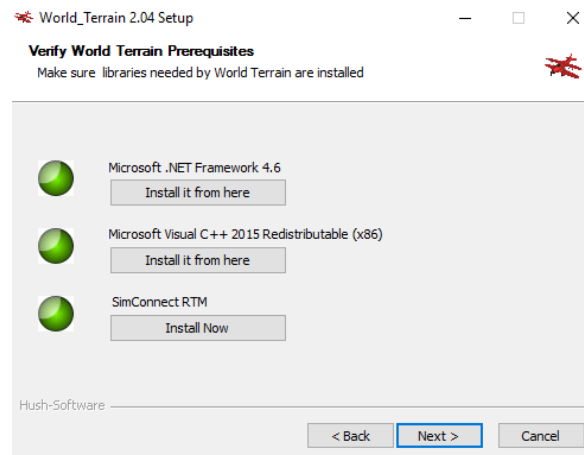 World_Terrain 2.04 Setup
Verify World Terrain Prerequisites
Make sure libraries needed by World Terrain are installed
Microsoft .NET Framework 4.6
Install it from here
Microsoft Visual C++ 2015 Redistributable (x86)
Install it from here
SimConnect RTM
Install Now
Hush-Software
< Back Next > Cancel